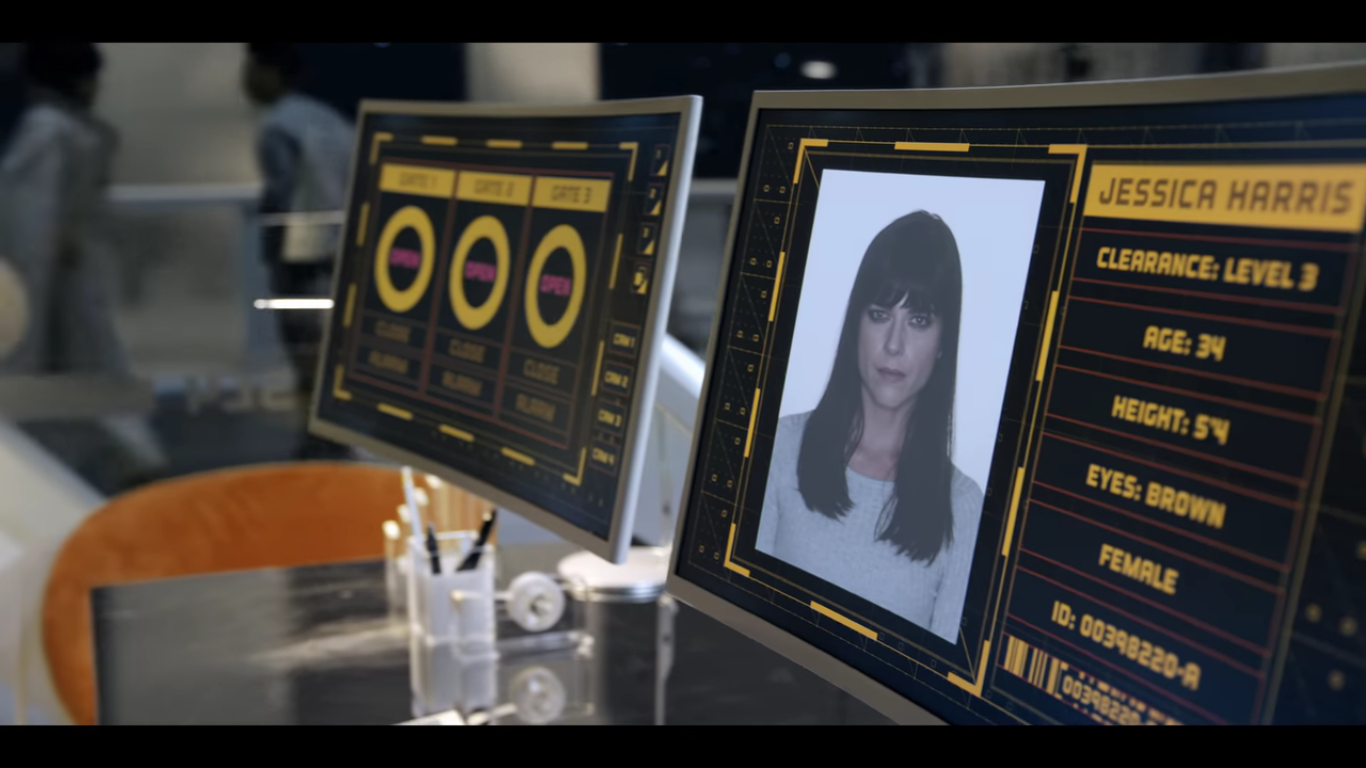 GATE 1
GATE 2
GATE 3
OPEN
OPEN
OPEN
CLOSE
CLOSE
CLOSE
ALARM
ALARM
ALARM
CAM 1
CAM 2
CAM 3
CAM 4
JESSICA HARRIS
CLEARANCE: LEVEL 3
AGE: 34
HEIGHT: 5'4
EYES: BROWN
FEMALE
ID: 00398220-A